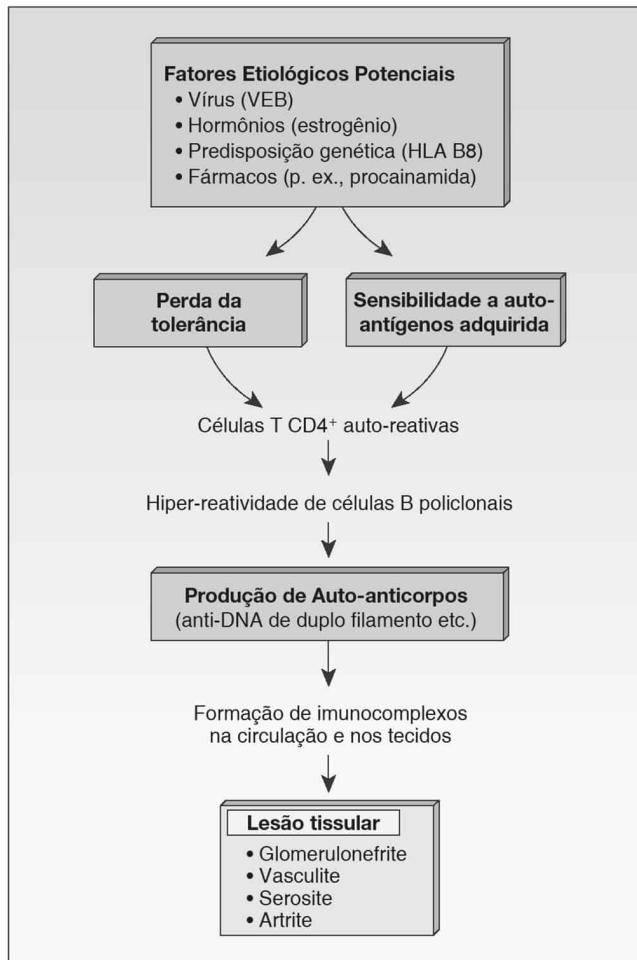 Fatores Etiológicos Potenciais
• Vírus (VEB)
• Hormônios (estrogênio)
• Predisposição genética (HLA B8)
• Fármacos (p. ex., procainamida)
Perda da
tolerância
Sensibilidade a auto-
antígenos adquirida
Células T CD4⁺ auto-reativas
Hiper-reatividade de células B policlonais
Produção de Auto-anticorpos
(anti-DNA de duplo filamento etc.)
Formação de imunocomplexos
na circulação e nos tecidos
Lesão tissular
• Glomerulonefrite
• Vasculite
• Serosite
• Artrite